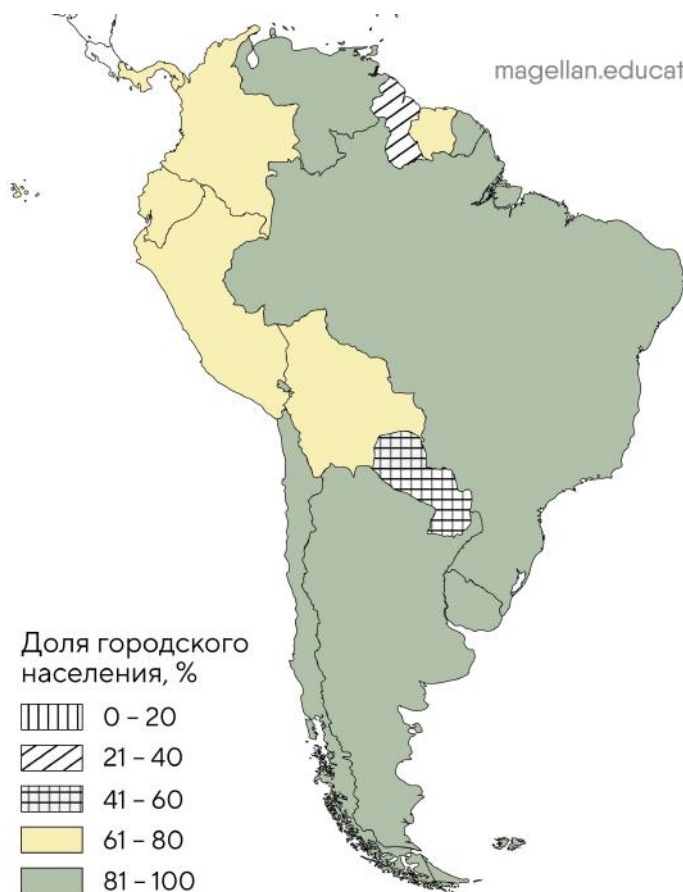 magellan.educat
Доля городского
населения, %
0 – 20
21 – 40
41 – 60
61 – 80
81 – 100